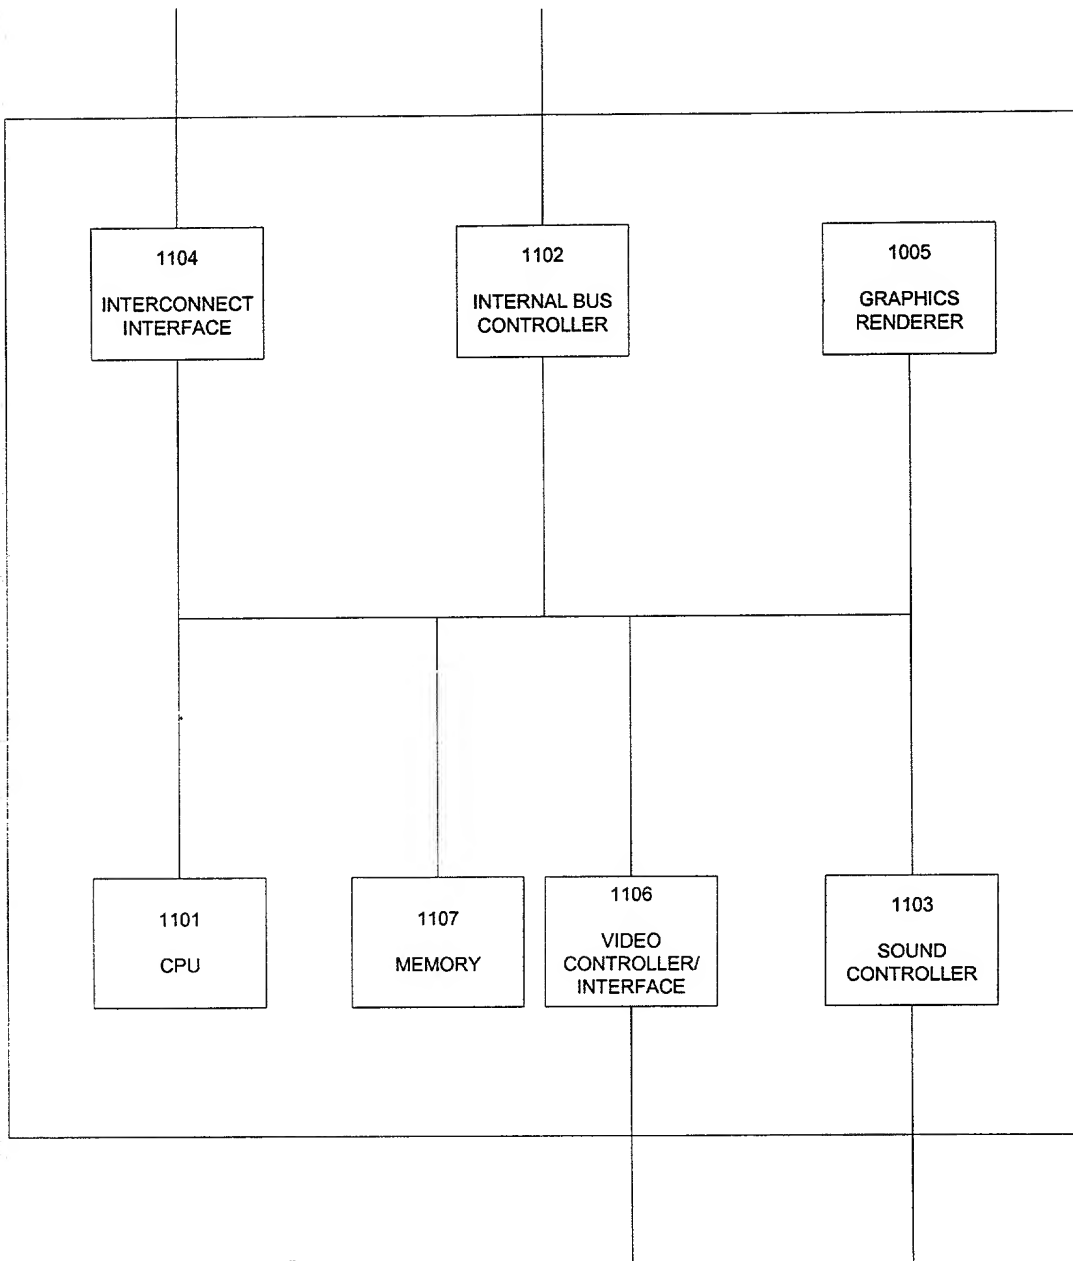 1104
INTERCONNECT
INTERFACE
1102
INTERNAL BUS
CONTROLLER
1005
GRAPHICS
RENDERER
1101
CPU
1107
MEMORY
1106
VIDEO
CONTROLLER/
INTERFACE
1103
SOUND
CONTROLLER